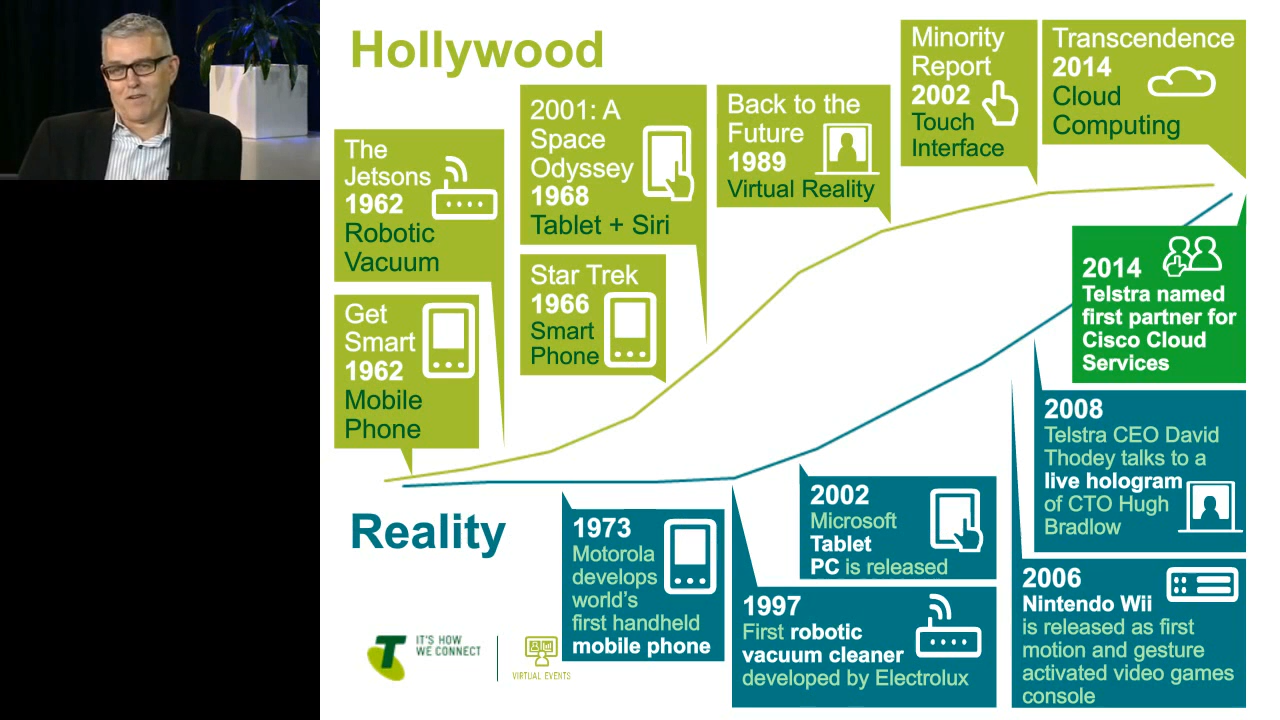 Hollywood
The
Jetsons
1962
Robotic
Vacuum
Get
Smart
1962
Mobile
Phone
2001: A
Space
Odyssey
1968
Tablet + Siri
Star Trek
1966
Smart
Phone
Back to the
Future
1989
Virtual Reality
Minority
Report
2002
Touch
Interface
Transcendence
2014
Cloud
Computing
2014
Telstra named
first partner for
Cisco Cloud
Services
Reality
1973
Motorola
develops
world's
first handheld
mobile phone
1997
First robotic
vacuum cleaner
developed by Electrolux
2002
Microsoft
Tablet
PC is released
2008
Telstra CEO David
Thodey talks to a
live hologram
of CTO Hugh
Bradlow
2006
Nintendo Wii
is released as first
motion and gesture
activated video games
console
T
IT'S HOW
WE CONNECT
VIRTUAL EVENTS